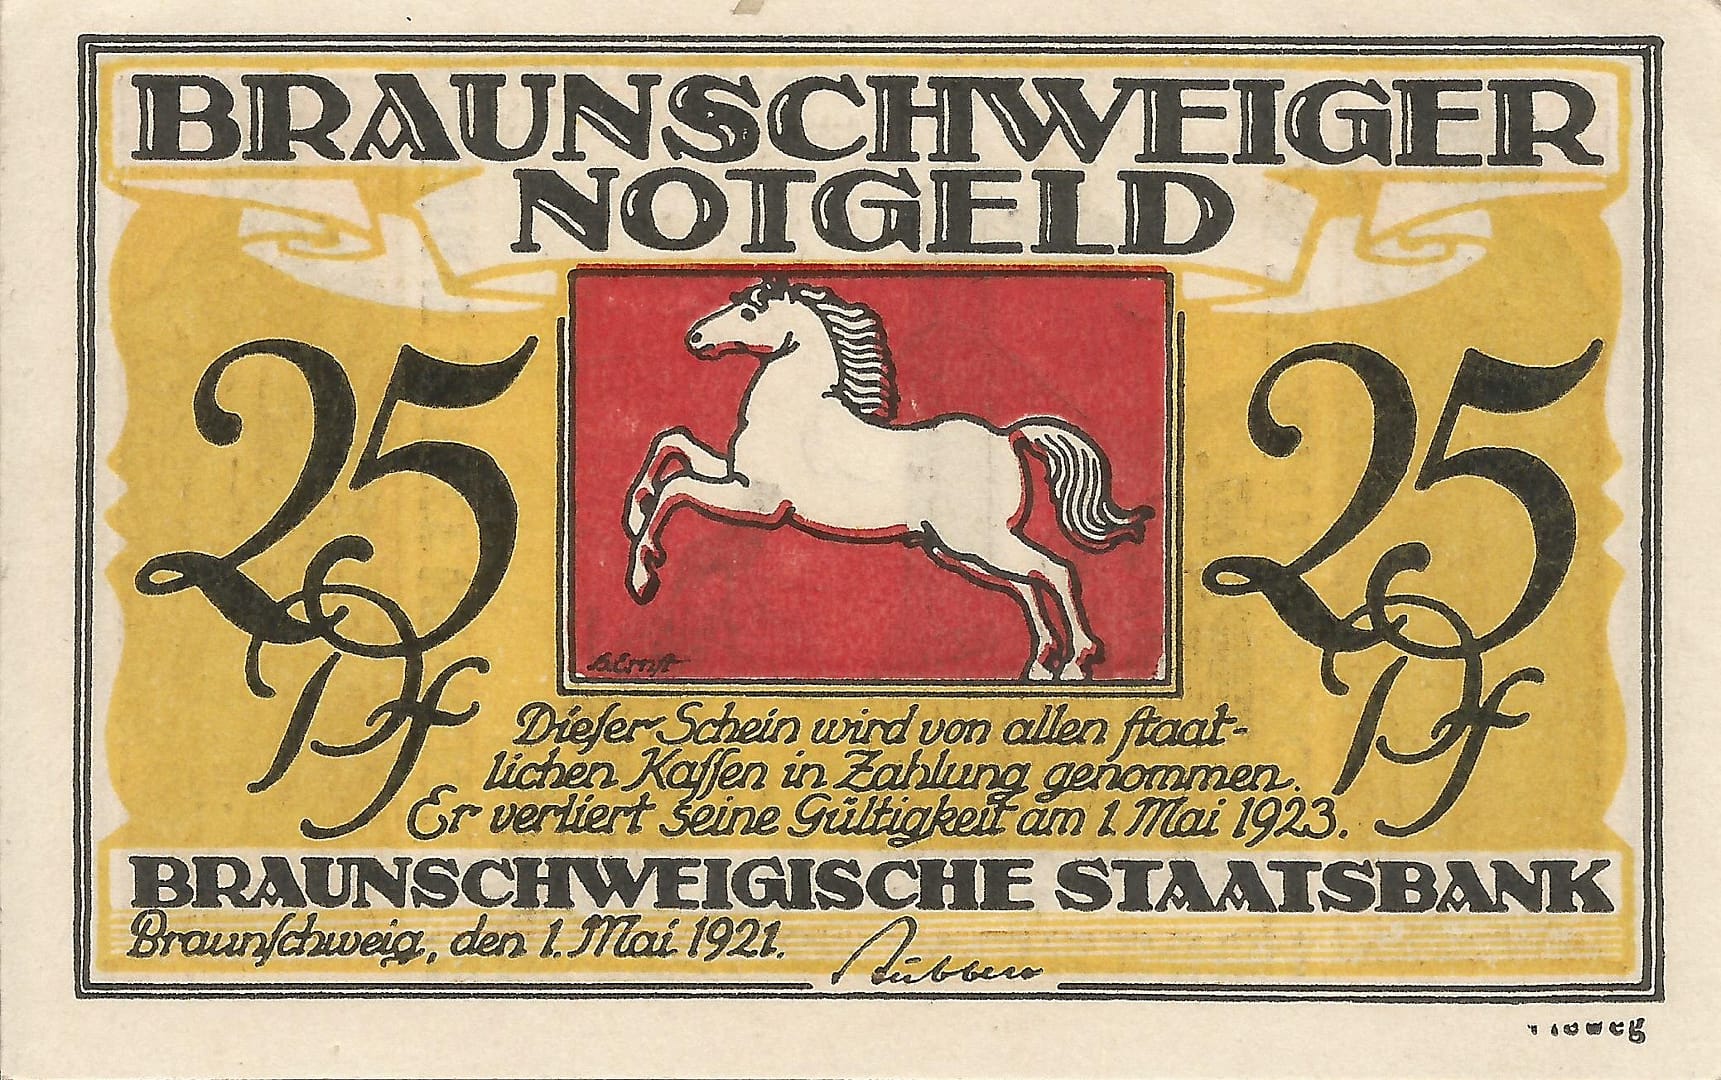 BRAUNSCHWEIGER
NOTGELD
25 Pf
25 Pf
B. Ernst
Dieſer Schein wird von allen ſtaat-
lichen Kaſſen in Zahlung genommen.
Er verliert seine Gültigkeit am 1. Mai 1923.
BRAUNSCHWEIGISCHE STAATSBANK
Braunſchweig, den 1. Mai 1921.